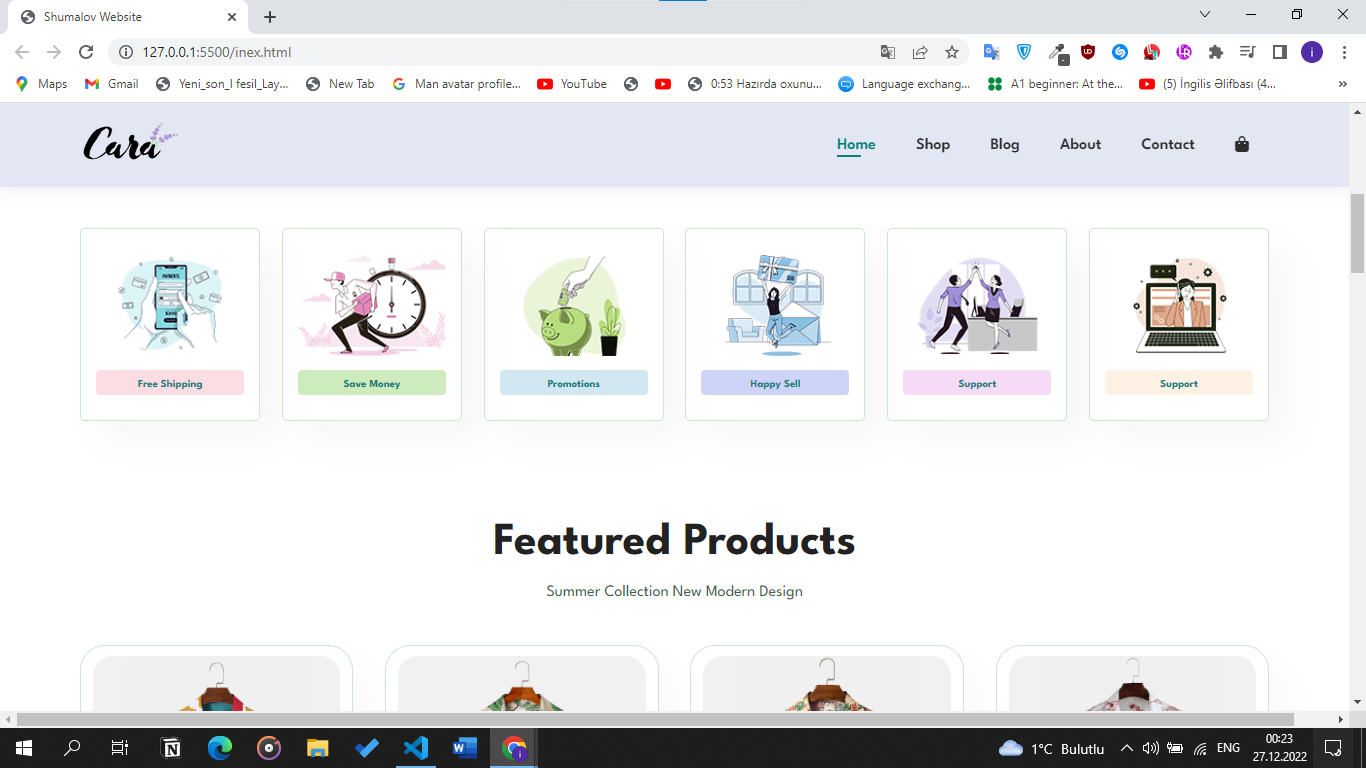 Shumalov Website
127.0.0.1:5500/inex.html
Maps
Gmail
Yeni_son_I fesil_Lay...
New Tab
Man avatar profile...
YouTube
0:53 Hazırda oxunu...
Language exchang...
A1 beginner: At the...
(5) İngilis Əlifbası (4...
»
Cara
Home
Shop
Blog
About
Contact
PAYMENTS
Free Shipping
Save Money
Promotions
Happy Sell
Support
Support
Featured Products
Summer Collection New Modern Design
1°C Bulutlu
ENG
00:23
27.12.2022